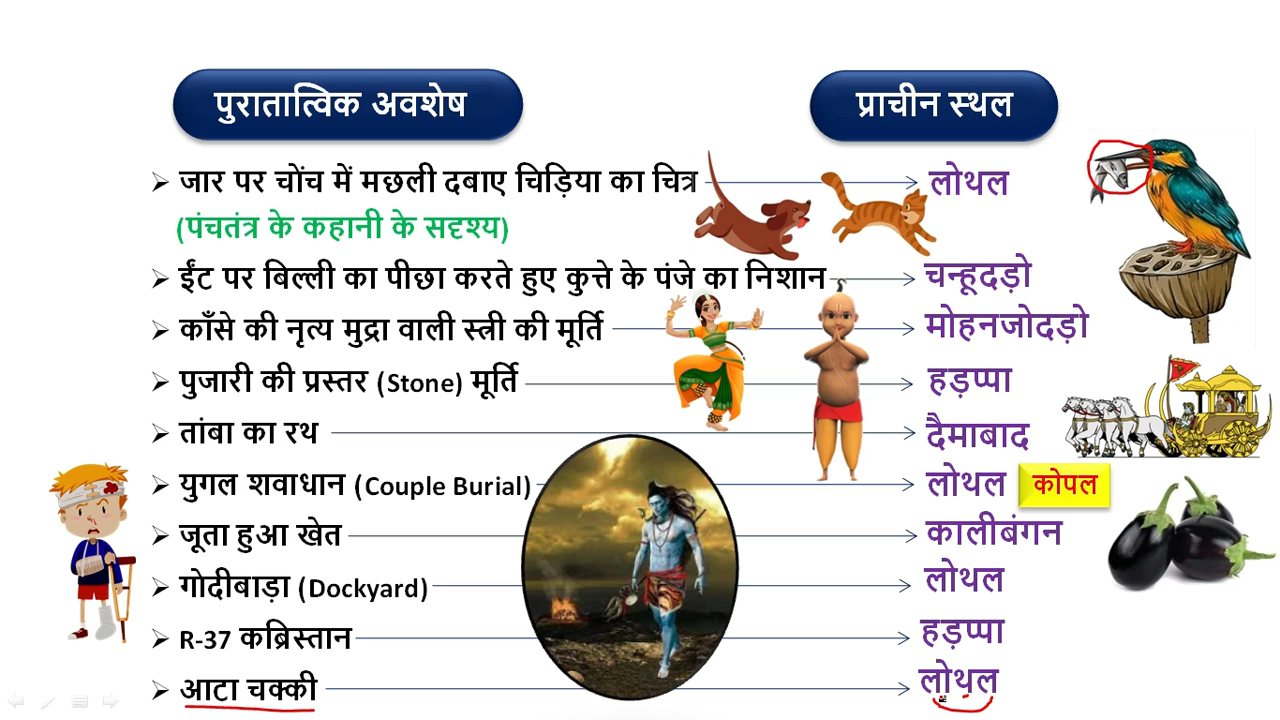 पुरातात्विक अवशेष
प्राचीन स्थल
जार पर चोंच में मछली दबाए चिड़िया का चित्र
लोथल
(पंचतंत्र के कहानी के सदृश्य)
ईंट पर बिल्ली का पीछा करते हुए कुत्ते के पंजे का निशान
चन्हूदड़ो
काँसे की नृत्य मुद्रा वाली स्त्री की मूर्ति
मोहनजोदड़ो
पुजारी की प्रस्तर (Stone) मूर्ति
हड़प्पा
तांबा का रथ
दैमाबाद
युगल शवाधान (Couple Burial)
लोथल कोपल
जूता हुआ खेत
कालीबंगन
गोदीबाड़ा (Dockyard)
लोथल
R-37 कब्रिस्तान
हड़प्पा
आटा चक्की
लोथल